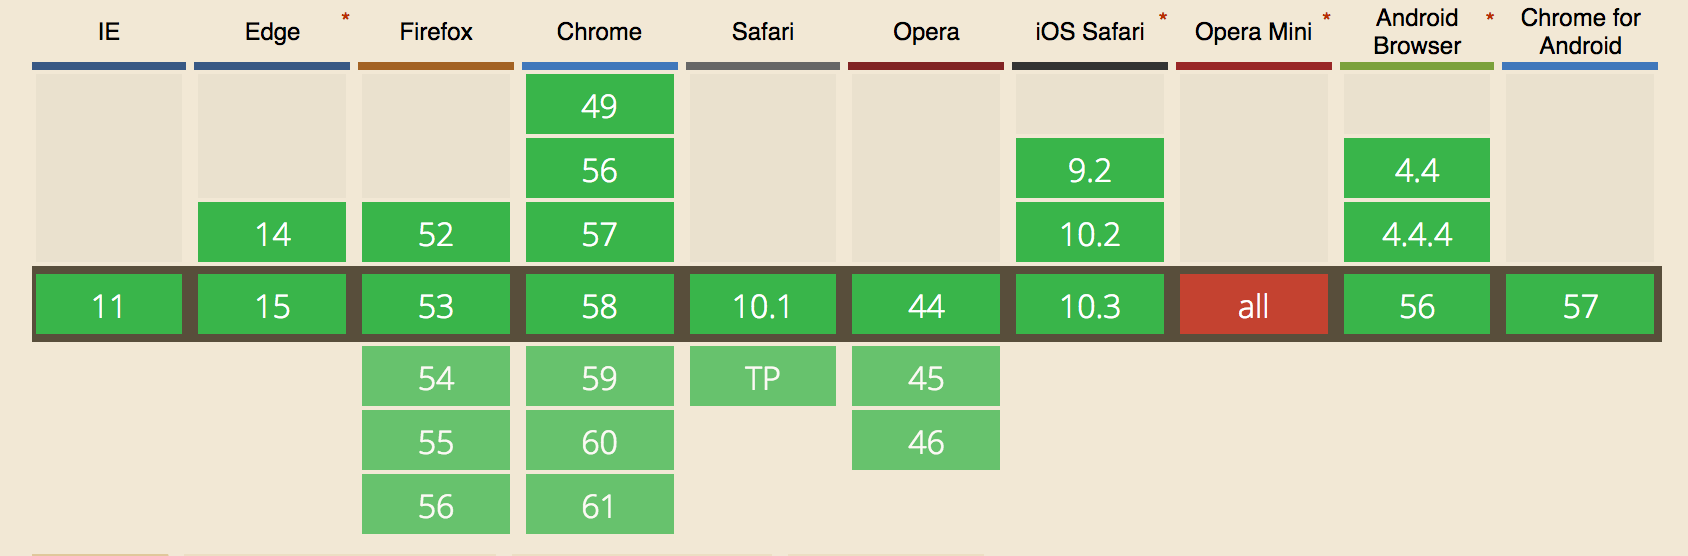 IE Edge * Firefox Chrome Safari Opera iOS Safari * Opera Mini * Android Browser * Chrome for Android
49
56 9.2 4.4
14 52 57 10.2 4.4.4
11 15 53 58 10.1 44 10.3 all 56 57
54 59 TP 45
55 60 46
56 61